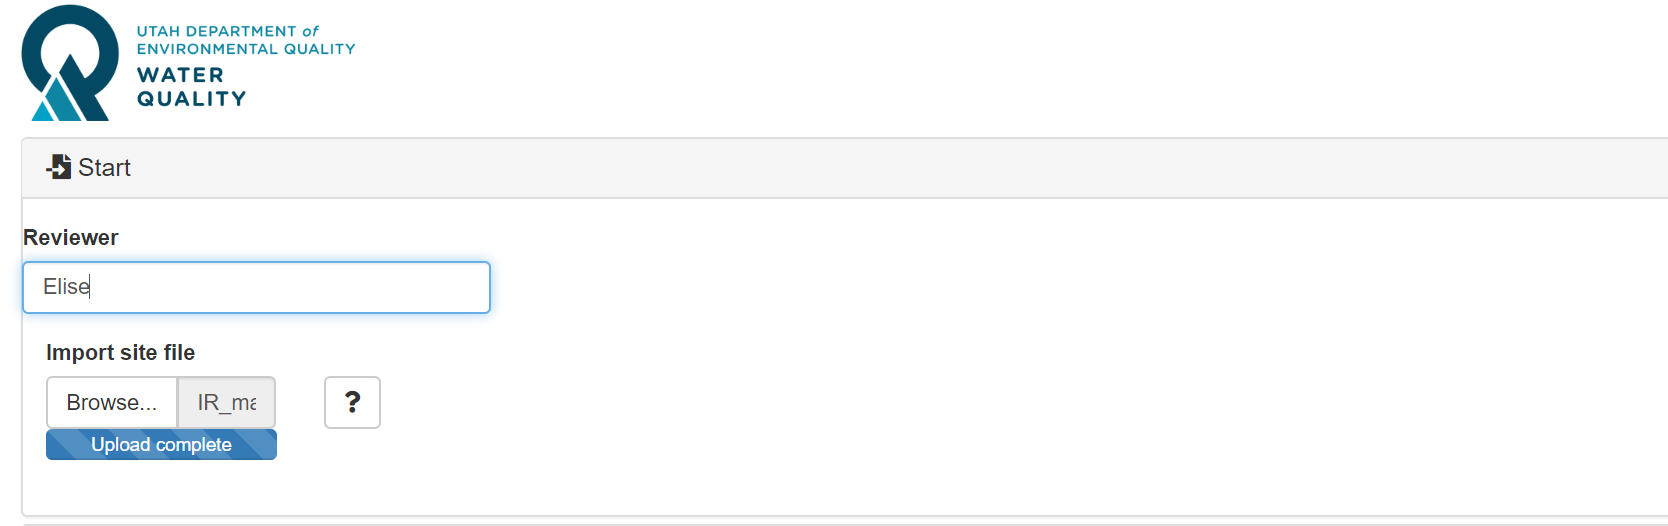 UTAH DEPARTMENT of
ENVIRONMENTAL QUALITY
WATER
QUALITY
Start
Reviewer
Elise
Import site file
Browse... IR_ma
?
Upload complete